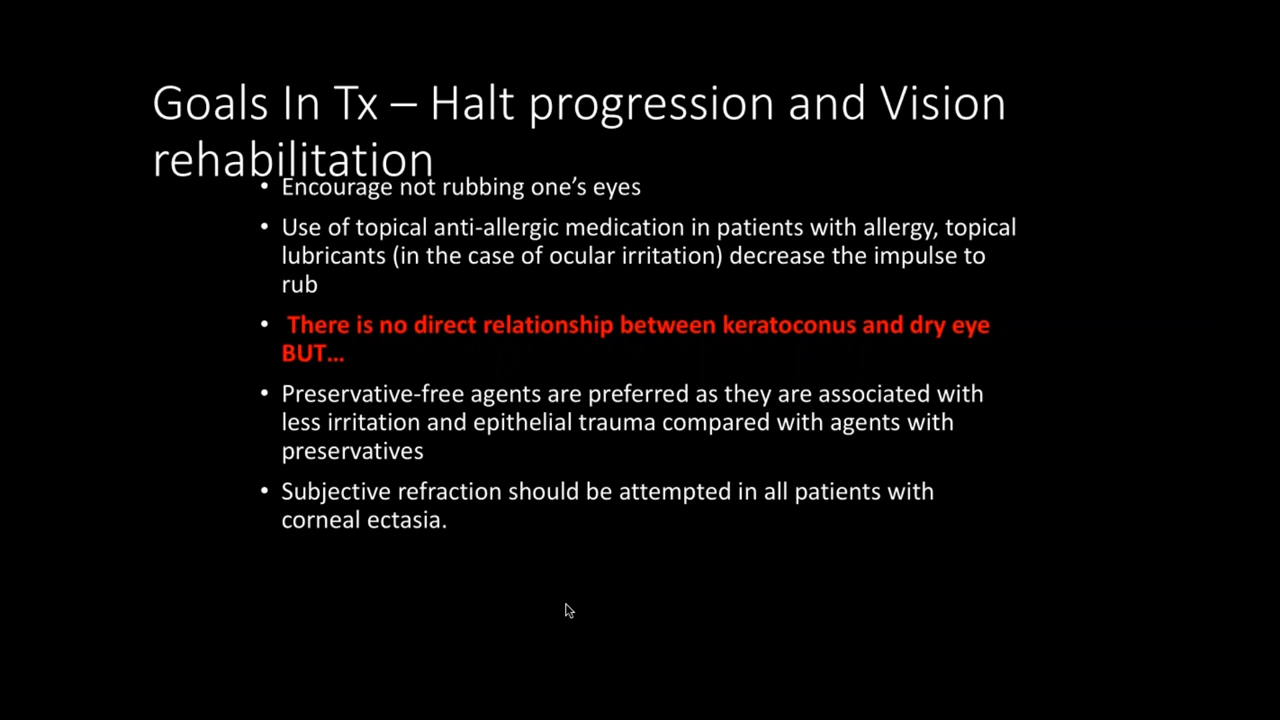 Goals In Tx – Halt progression and Vision
rehabilitation
• Encourage not rubbing one’s eyes
• Use of topical anti-allergic medication in patients with allergy, topical
lubricants (in the case of ocular irritation) decrease the impulse to
rub
• There is no direct relationship between keratoconus and dry eye
BUT…
• Preservative-free agents are preferred as they are associated with
less irritation and epithelial trauma compared with agents with
preservatives
• Subjective refraction should be attempted in all patients with
corneal ectasia.